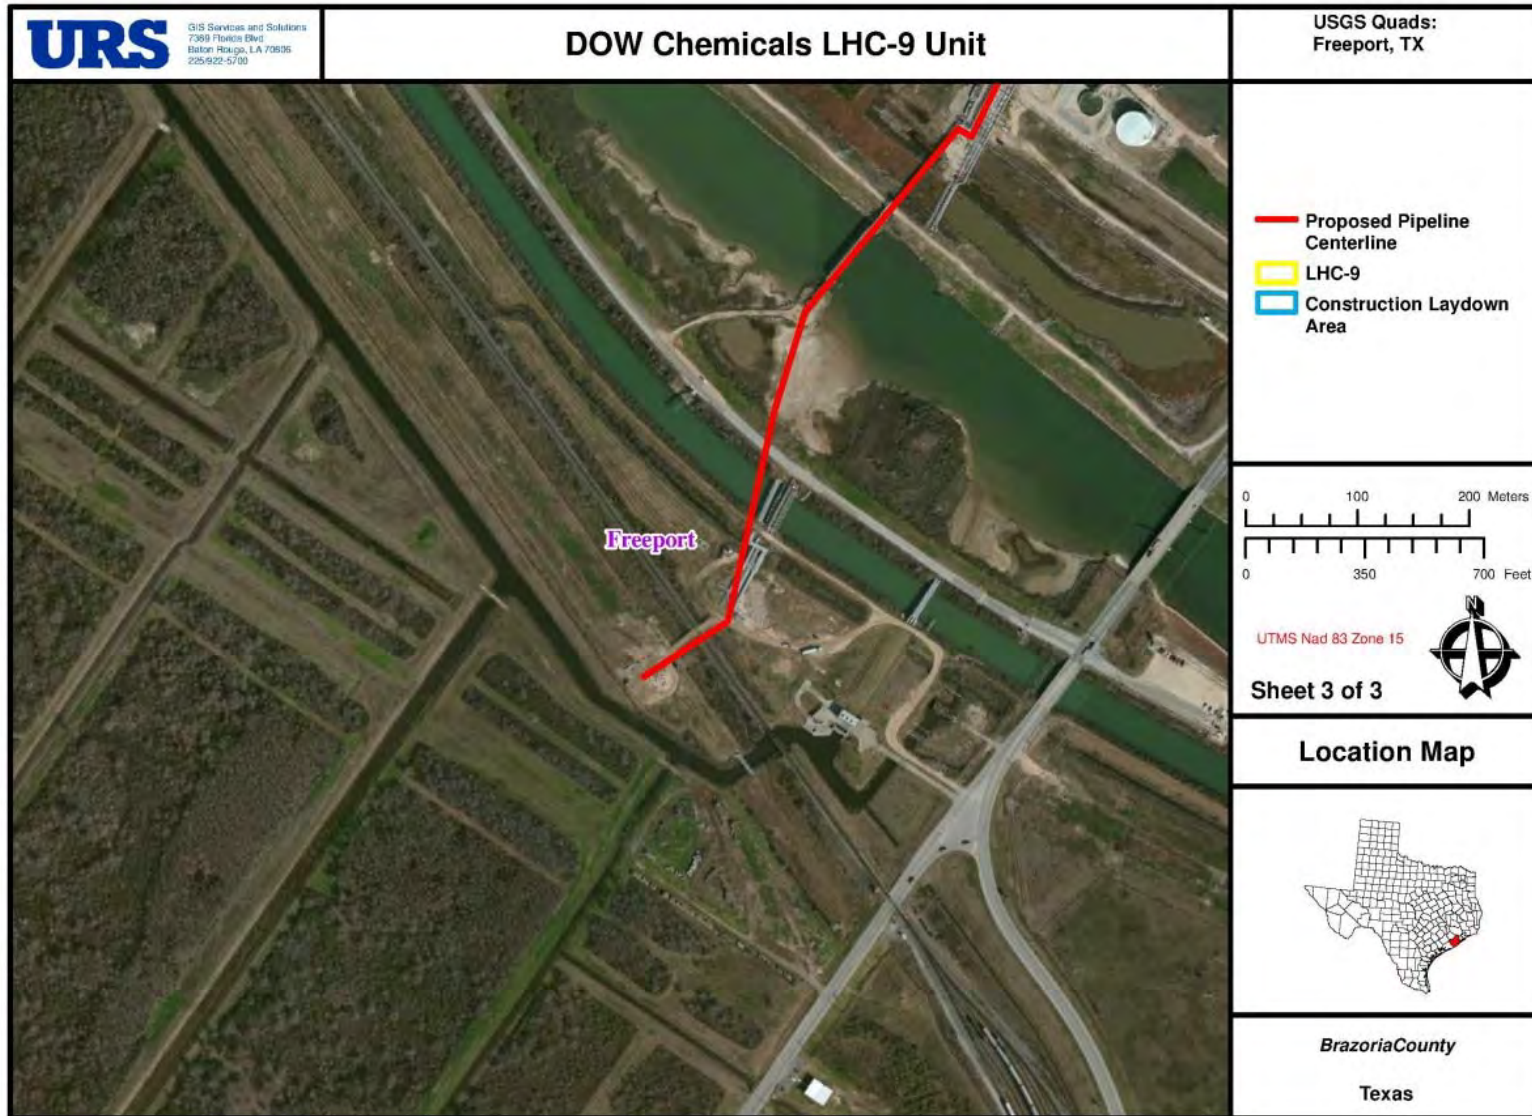 URS
GIS Services and Solutions
7389 Florida Blvd
Baton Rouge, LA 70806
225/922-5700
DOW Chemicals LHC-9 Unit
USGS Quads:
Freeport, TX
Proposed Pipeline
Centerline
LHC-9
Construction Laydown
Area
0 100 200 Meters
0 350 700 Feet
N
UTMS Nad 83 Zone 15
Sheet 3 of 3
Freeport
Location Map
BrazoriaCounty
Texas